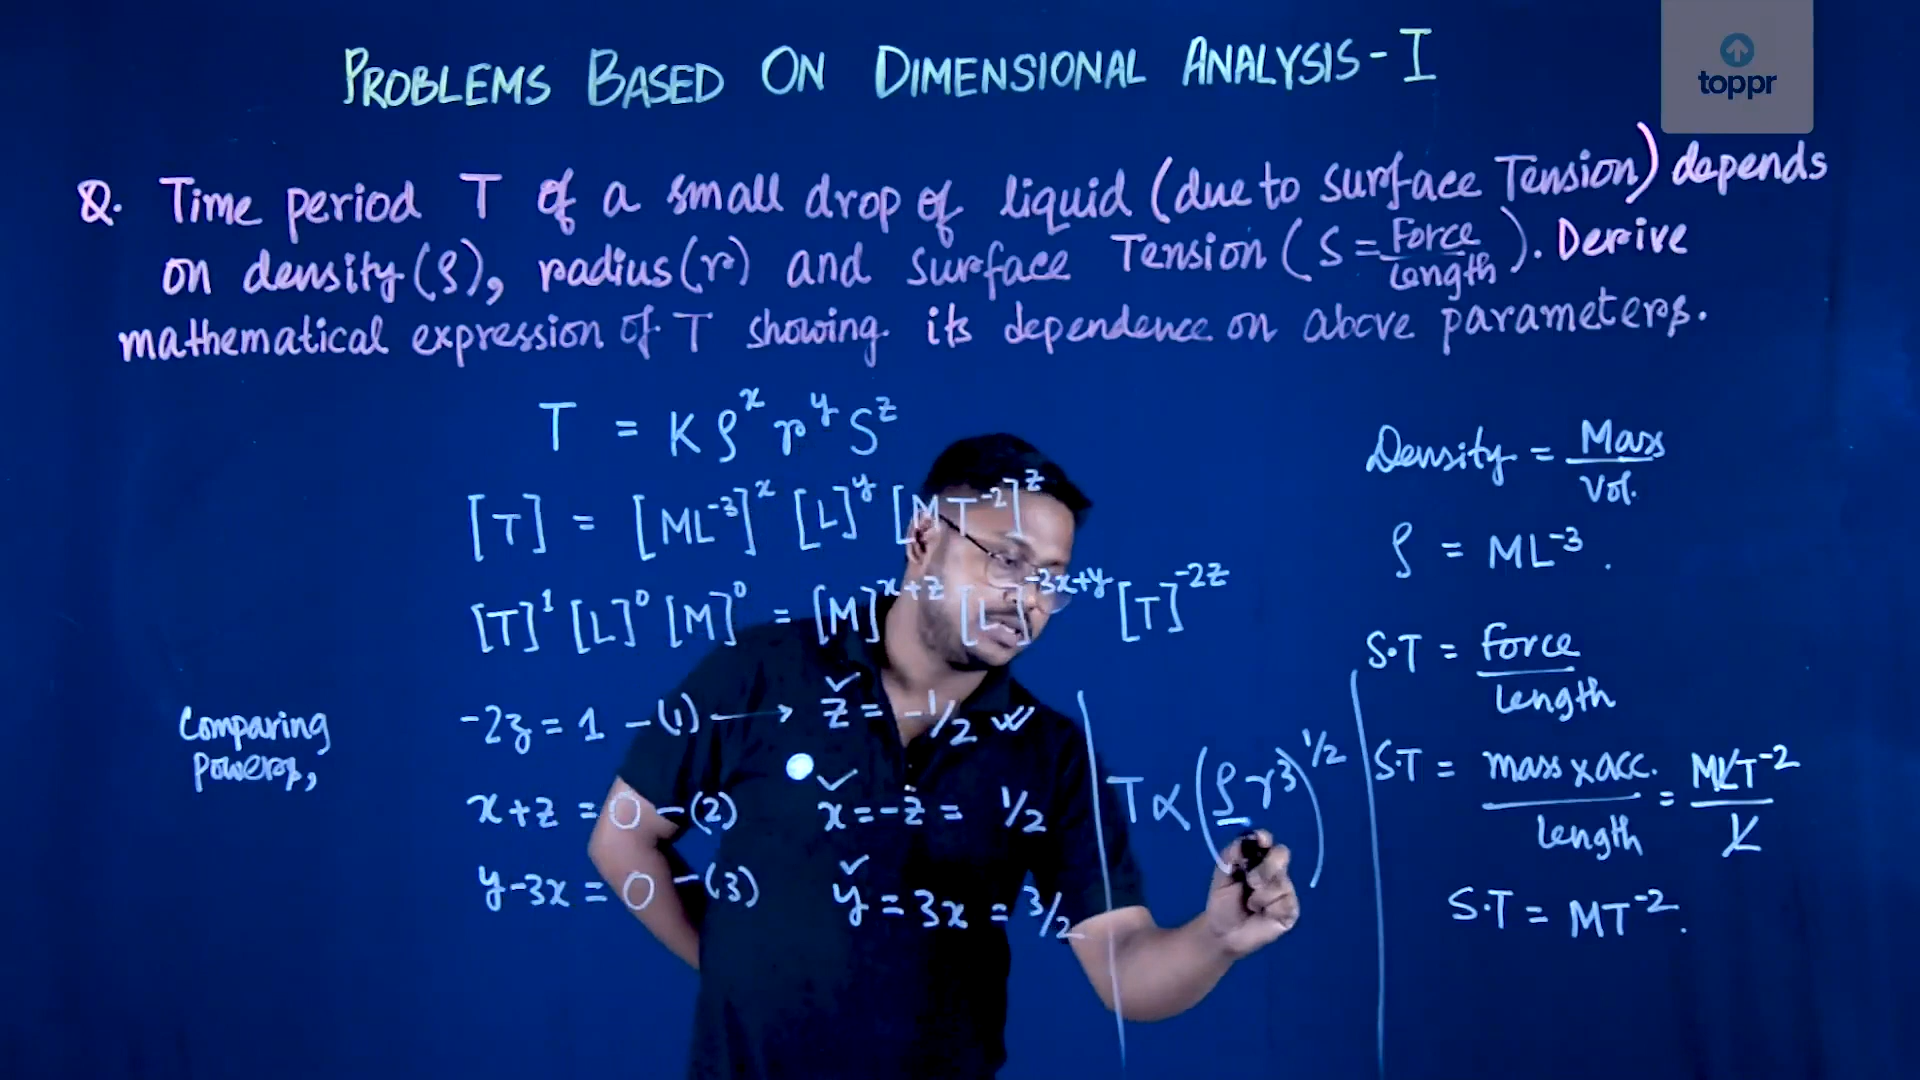 PROBLEMS BASED ON DIMENSIONAL ANALYSIS - I
toppr
Q. Time period T of a small drop of liquid (due to surface Tension) depends
on density (ρ), radius (r) and surface Tension (S = Force/Length). Derive
mathematical expression of T showing its dependence on above parameters.
T = K ρ^x r^y S^z
[T] = [ML^-3]^x [L]^y [MT^-2]^z
[T]^1 [L]^0 [M]^0 = [M]^x+z [L]^-3x+y [T]^-2z
Comparing
Powers,
-2z = 1 -(1) → z = -1/2
x+z = 0 -(2) x = -z = 1/2
y-3x = 0 -(3) y = 3x = 3/2
T ∝ (ρ r^3)^1/2
Density = Mass/Vol.
ρ = ML^-3.
S.T = force/Length
S.T = mass x acc./Length = MLT^-2/L
S.T = MT^-2.